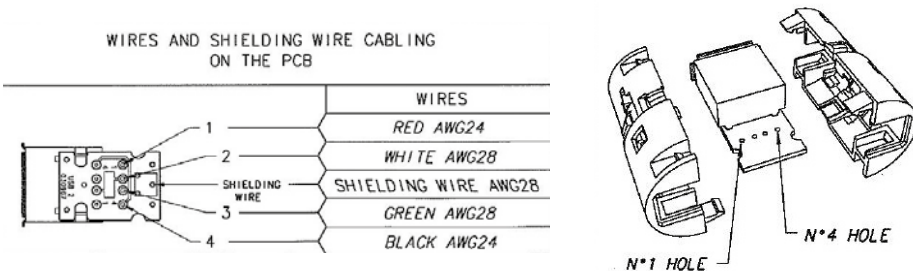 WIRES AND SHIELDING WIRE CABLING
ON THE PCB
WIRES
1
RED AWG24
2
WHITE AWG28
SHIELDING
WIRE
SHIELDING WIRE AWG28
3
GREEN AWG28
4
BLACK AWG24
N°1 HOLE
N°4 HOLE